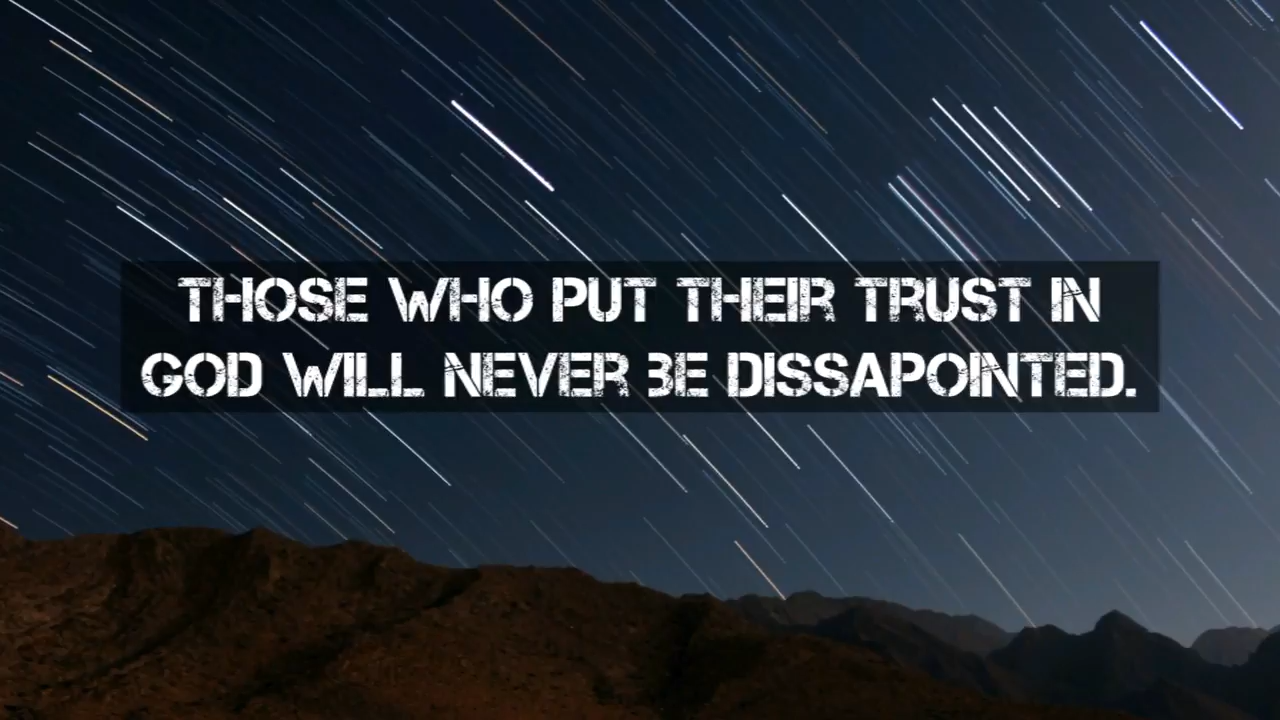 THOSE WHO PUT THEIR TRUST IN
GOD WILL NEVER BE DISSAPOINTED.